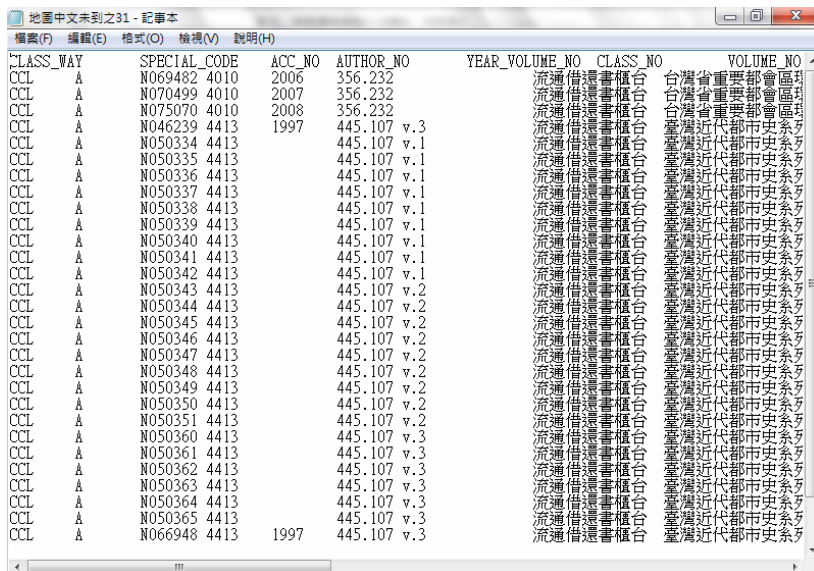 地圖中文未到之31 - 記事本
檔案(F) 編輯(E) 格式(O) 檢視(V) 說明(H)
CLASS_WAY SPECIAL_CODE ACC_NO AUTHOR_NO YEAR_VOLUME_NO CLASS_NO VOLUME_NO
CCL A N069482 4010 2006 356.232 流通借還書櫃台 台灣省重要都會區環
CCL A N070499 4010 2007 356.232 流通借還書櫃台 台灣省重要都會區環
CCL A N075070 4010 2008 356.232 流通借還書櫃台 台灣省重要都會區環
CCL A N046239 4413 1997 445.107 v.3 流通借還書櫃台 臺灣近代都市史系列
CCL A N050334 4413 445.107 v.1 流通借還書櫃台 臺灣近代都市史系列
CCL A N050335 4413 445.107 v.1 流通借還書櫃台 臺灣近代都市史系列
CCL A N050336 4413 445.107 v.1 流通借還書櫃台 臺灣近代都市史系列
CCL A N050337 4413 445.107 v.1 流通借還書櫃台 臺灣近代都市史系列
CCL A N050338 4413 445.107 v.1 流通借還書櫃台 臺灣近代都市史系列
CCL A N050339 4413 445.107 v.1 流通借還書櫃台 臺灣近代都市史系列
CCL A N050340 4413 445.107 v.1 流通借還書櫃台 臺灣近代都市史系列
CCL A N050341 4413 445.107 v.1 流通借還書櫃台 臺灣近代都市史系列
CCL A N050342 4413 445.107 v.1 流通借還書櫃台 臺灣近代都市史系列
CCL A N050343 4413 445.107 v.2 流通借還書櫃台 臺灣近代都市史系列
CCL A N050344 4413 445.107 v.2 流通借還書櫃台 臺灣近代都市史系列
CCL A N050345 4413 445.107 v.2 流通借還書櫃台 臺灣近代都市史系列
CCL A N050346 4413 445.107 v.2 流通借還書櫃台 臺灣近代都市史系列
CCL A N050347 4413 445.107 v.2 流通借還書櫃台 臺灣近代都市史系列
CCL A N050348 4413 445.107 v.2 流通借還書櫃台 臺灣近代都市史系列
CCL A N050349 4413 445.107 v.2 流通借還書櫃台 臺灣近代都市史系列
CCL A N050350 4413 445.107 v.2 流通借還書櫃台 臺灣近代都市史系列
CCL A N050351 4413 445.107 v.2 流通借還書櫃台 臺灣近代都市史系列
CCL A N050360 4413 445.107 v.3 流通借還書櫃台 臺灣近代都市史系列
CCL A N050361 4413 445.107 v.3 流通借還書櫃台 臺灣近代都市史系列
CCL A N050362 4413 445.107 v.3 流通借還書櫃台 臺灣近代都市史系列
CCL A N050363 4413 445.107 v.3 流通借還書櫃台 臺灣近代都市史系列
CCL A N050364 4413 445.107 v.3 流通借還書櫃台 臺灣近代都市史系列
CCL A N050365 4413 445.107 v.3 流通借還書櫃台 臺灣近代都市史系列
CCL A N066948 4413 1997 445.107 v.3 流通借還書櫃台 臺灣近代都市史系列